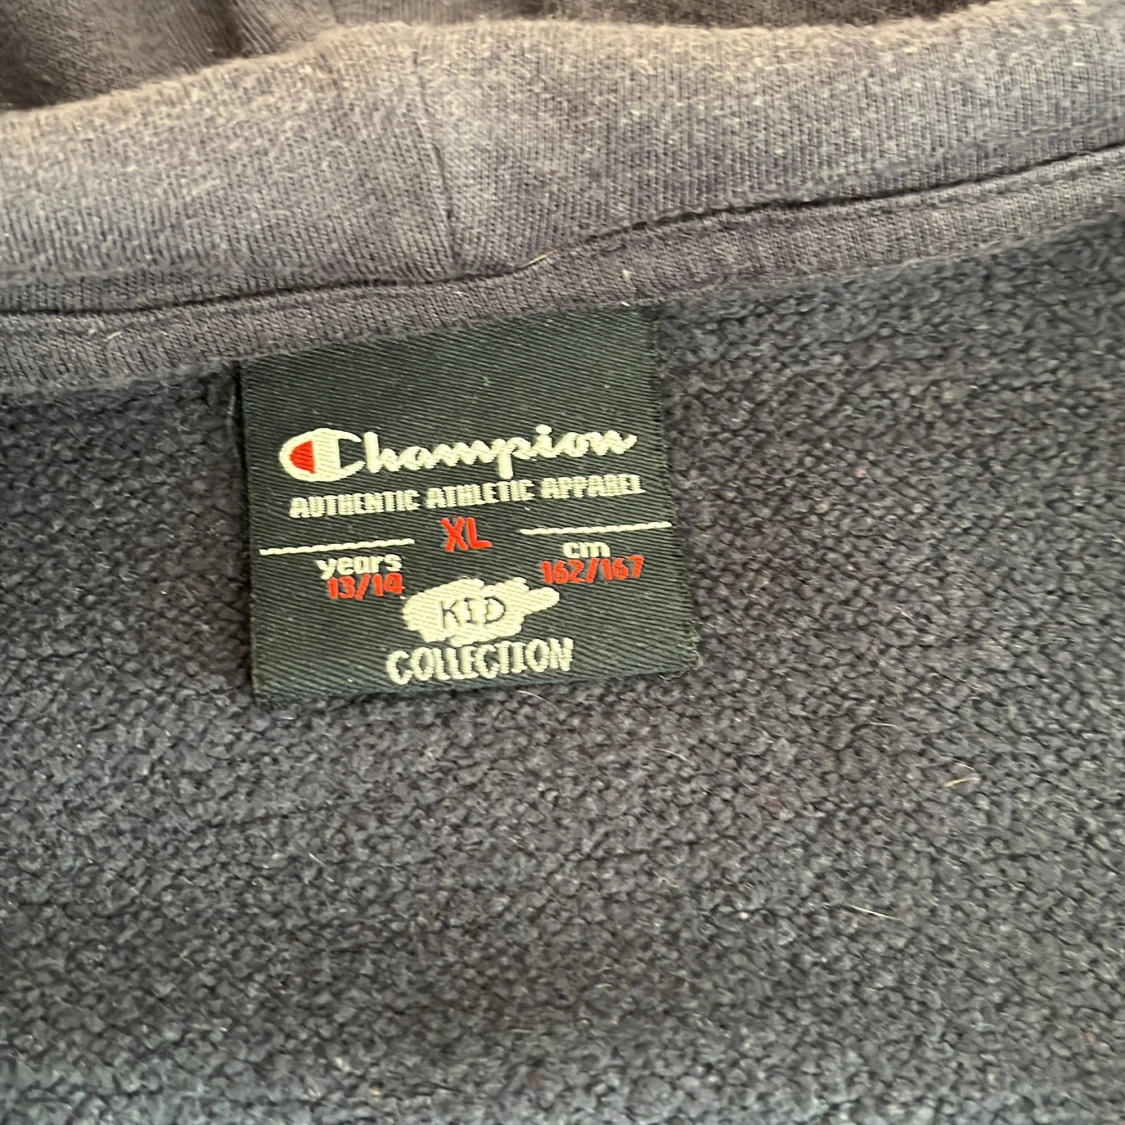 Champion
AUTHENTIC ATHLETIC APPAREL
XL
years cm
13/14 162/167
KID
COLLECTION